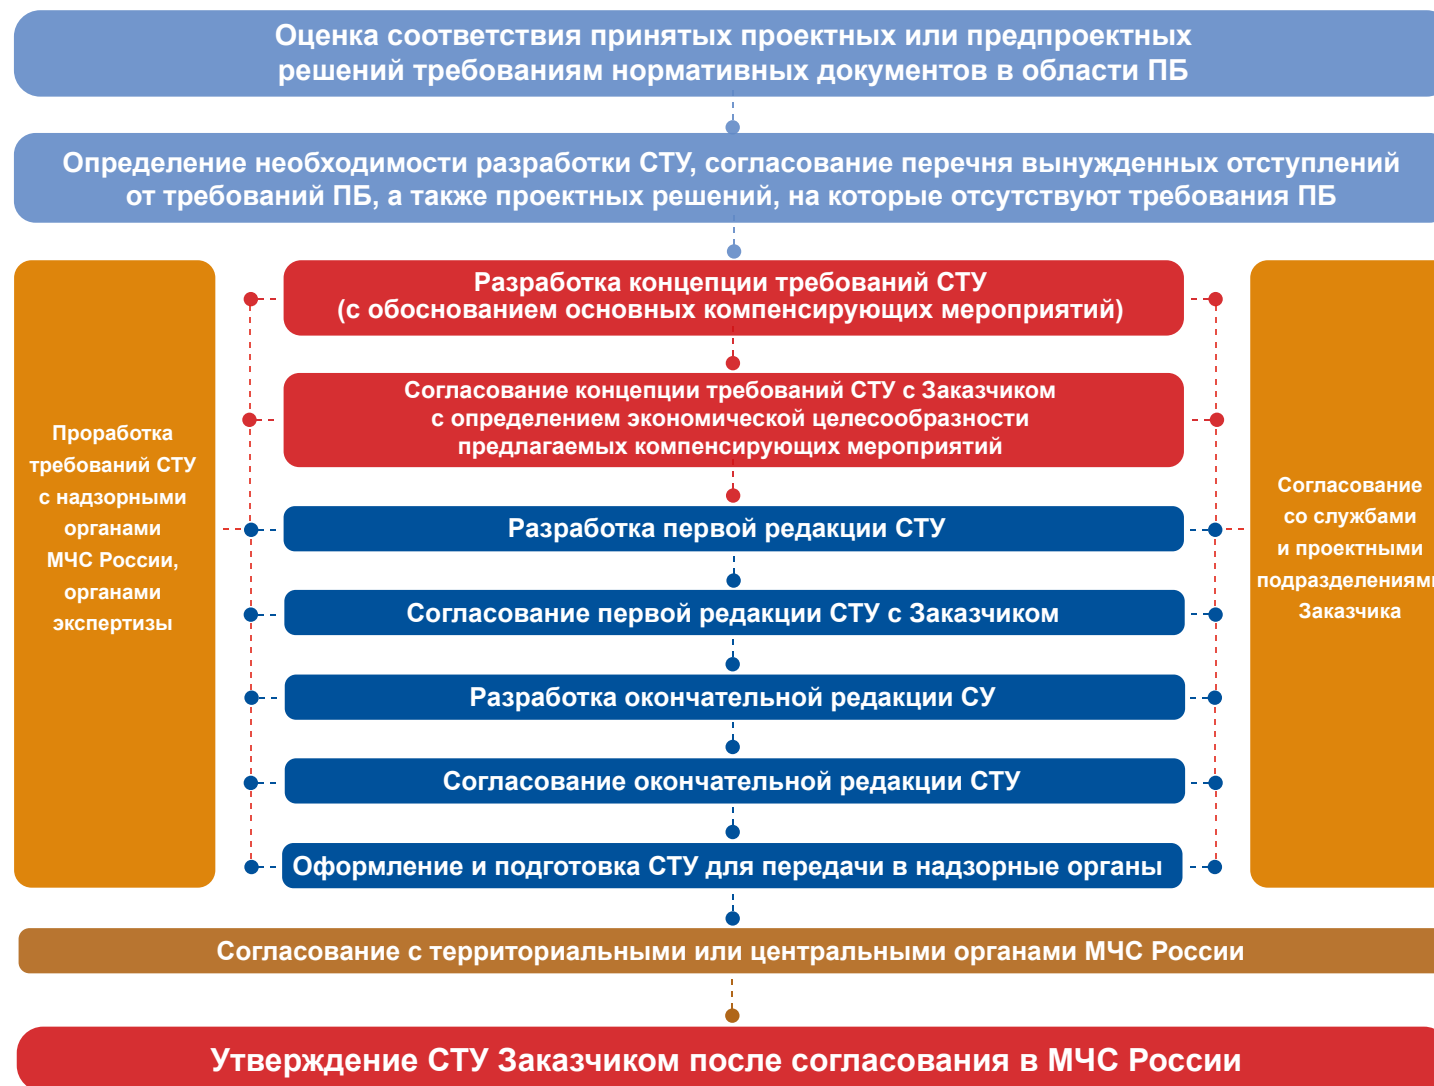 Оценка соответствия принятых проектных или предпроектных
решений требованиям нормативных документов в области ПБ
Определение необходимости разработки СТУ, согласование перечня вынужденных отступлений
от требований ПБ, а также проектных решений, на которые отсутствуют требования ПБ
Проработка
требований СТУ
с надзорными
органами
МЧС России,
органами
экспертизы
Разработка концепции требований СТУ
(с обоснованием основных компенсирующих мероприятий)
Согласование концепции требований СТУ с Заказчиком
с определением экономической целесообразности
предлагаемых компенсирующих мероприятий
Разработка первой редакции СТУ
Согласование первой редакции СТУ с Заказчиком
Разработка окончательной редакции СУ
Согласование окончательной редакции СТУ
Оформление и подготовка СТУ для передачи в надзорные органы
Согласование
со службами
и проектными
подразделениями
Заказчика
Согласование с территориальными или центральными органами МЧС России
Утверждение СТУ Заказчиком после согласования в МЧС России